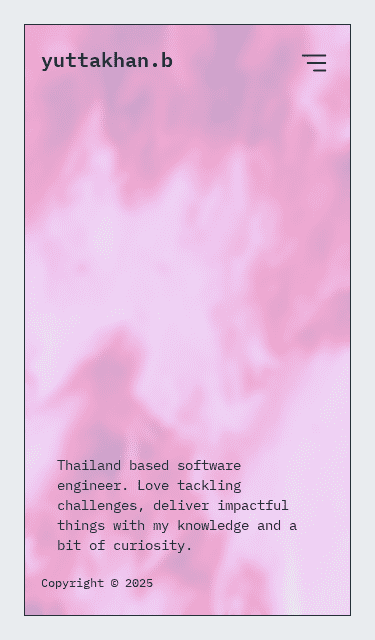 yuttakhan.b
Thailand based software
engineer. Love tackling
challenges, deliver impactful
things with my knowledge and a
bit of curiosity.
Copyright © 2025